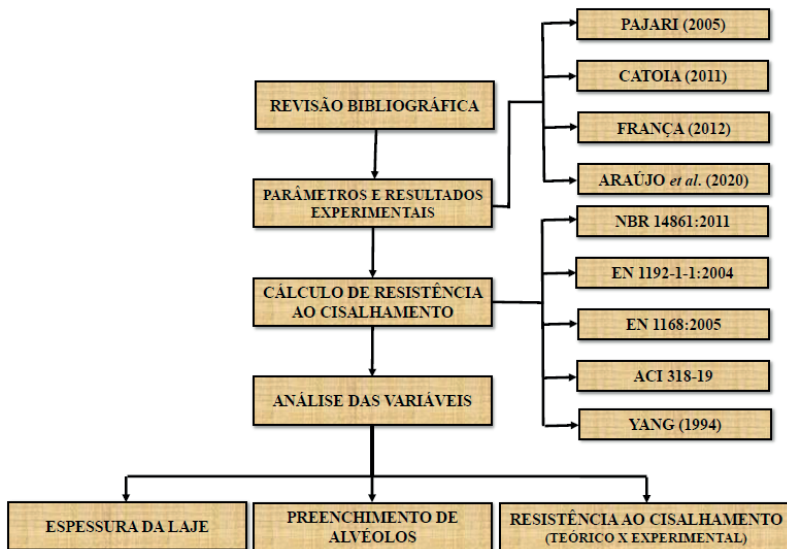 REVISÃO BIBLIOGRÁFICA
PARÂMETROS E RESULTADOS
EXPERIMENTAIS
PAJARI (2005)
CATOIA (2011)
FRANÇA (2012)
ARAÚJO et al. (2020)
CÁLCULO DE RESISTÊNCIA
AO CISALHAMENTO
NBR 14861:2011
EN 1192-1-1:2004
EN 1168:2005
ACI 318-19
YANG (1994)
ANÁLISE DAS VARIÁVEIS
ESPESSURA DA LAJE
PREENCHIMENTO DE
ALVÉOLOS
RESISTÊNCIA AO CISALHAMENTO
(TEÓRICO X EXPERIMENTAL)